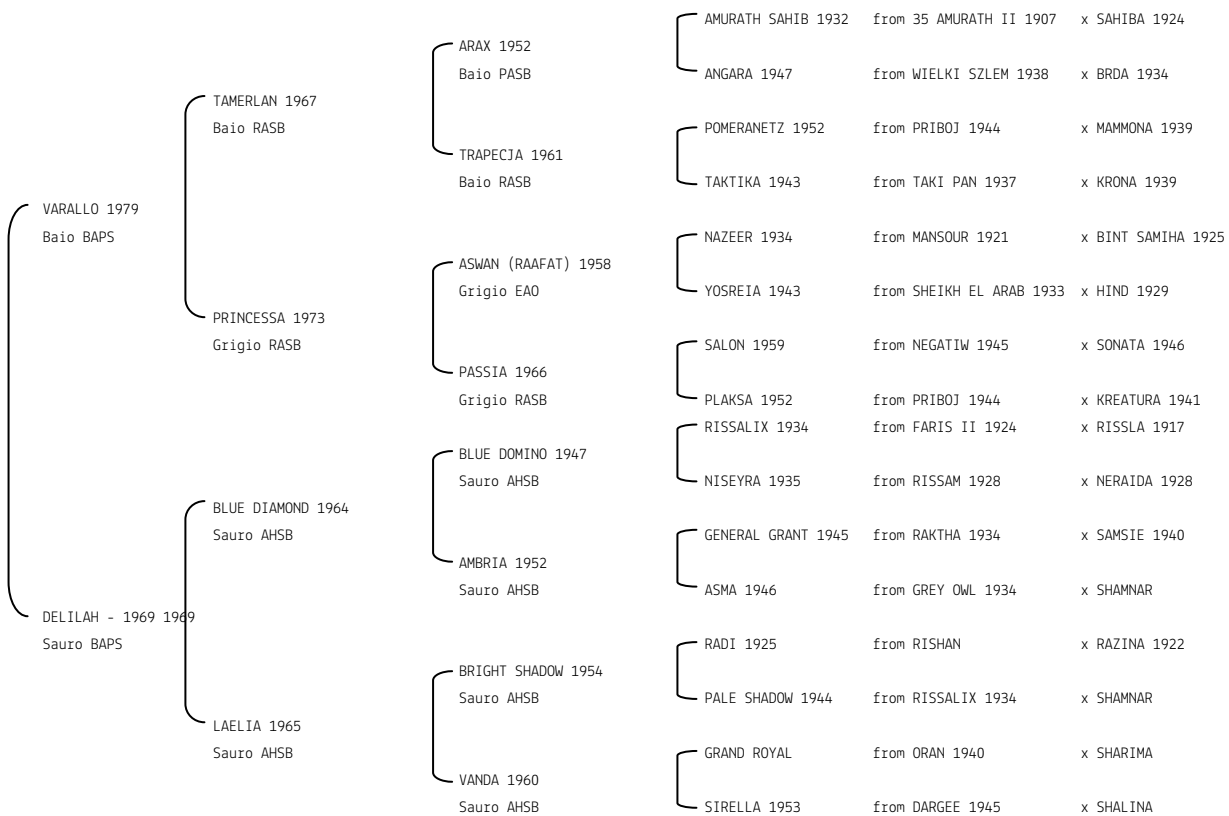 AMURATH SAHIB 1932 from 35 AMURATH II 1907 x SAHIBA 1924
ARAX 1952
Baio PASB
ANGARA 1947 from WIELKI SZLEM 1938 x BRDA 1934
TAMERLAN 1967
Baio RASB
POMERANETZ 1952 from PRIBOJ 1944 x MAMMONA 1939
TRAPECJA 1961
Baio RASB
TAKTIKA 1943 from TAKI PAN 1937 x KRONA 1939
VARALLO 1979
Baio BAPS
NAZEER 1934 from MANSOUR 1921 x BINT SAMIHA 1925
ASWAN (RAAFAT) 1958
Grigio EAO
YOSREIA 1943 from SHEIKH EL ARAB 1933 x HIND 1929
PRINCESSA 1973
Grigio RASB
SALON 1959 from NEGATIW 1945 x SONATA 1946
PASSIA 1966
Grigio RASB
PLAKSA 1952 from PRIBOJ 1944 x KREATURA 1941
RISSALIX 1934 from FARIS II 1924 x RISSLA 1917
BLUE DOMINO 1947
Sauro AHSB
NISEYRA 1935 from RISSAM 1928 x NERAIDA 1928
BLUE DIAMOND 1964
Sauro AHSB
GENERAL GRANT 1945 from RAKTHA 1934 x SAMSIE 1940
AMBRIA 1952
Sauro AHSB
ASMA 1946 from GREY OWL 1934 x SHAMNAR
DELILAH - 1969 1969
Sauro BAPS
RADI 1925 from RISHAN x RAZINA 1922
BRIGHT SHADOW 1954
Sauro AHSB
PALE SHADOW 1944 from RISSALIX 1934 x SHAMNAR
LAELIA 1965
Sauro AHSB
GRAND ROYAL from ORAN 1940 x SHARIMA
VANDA 1960
Sauro AHSB
SIRELLA 1953 from DARGEE 1945 x SHALINA